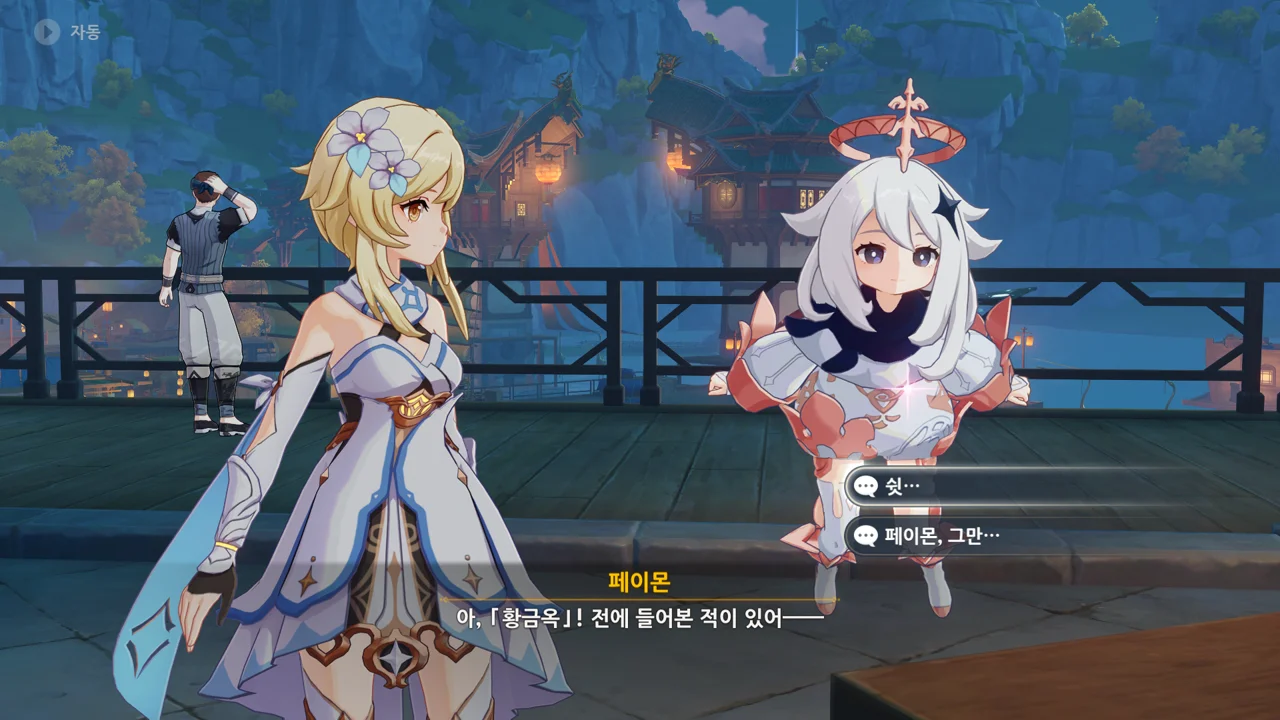 자동
쉿…
페이몬, 그만…
페이몬
아, 「황금옥」! 전에 들어본 적이 있어——